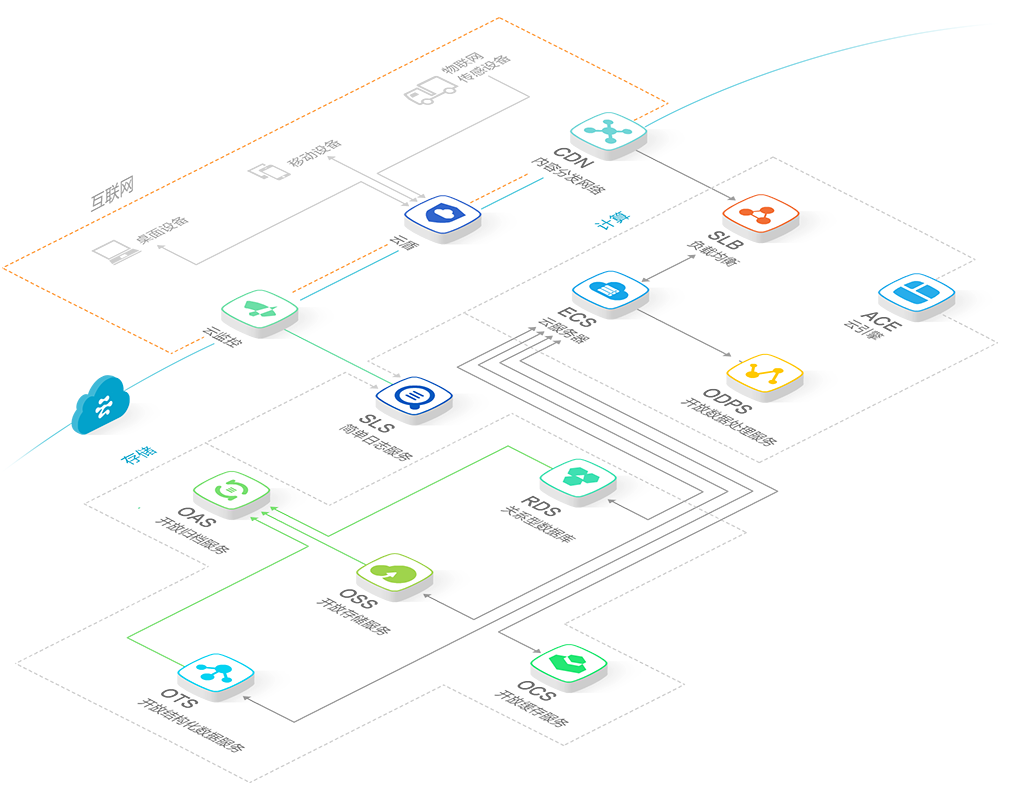 物联网
传感设备
移动设备
互联网
桌面设备
CDN
内容分发网络
云盾
计算
SLB
负载均衡
ECS
云服务器
ACE
云引擎
云监控
ODPS
开放数据处理服务
SLS
简单日志服务
存储
OAS
开放归档服务
RDS
关系型数据库
OSS
开放存储服务
OTS
开放结构化数据服务
OCS
开放缓存服务